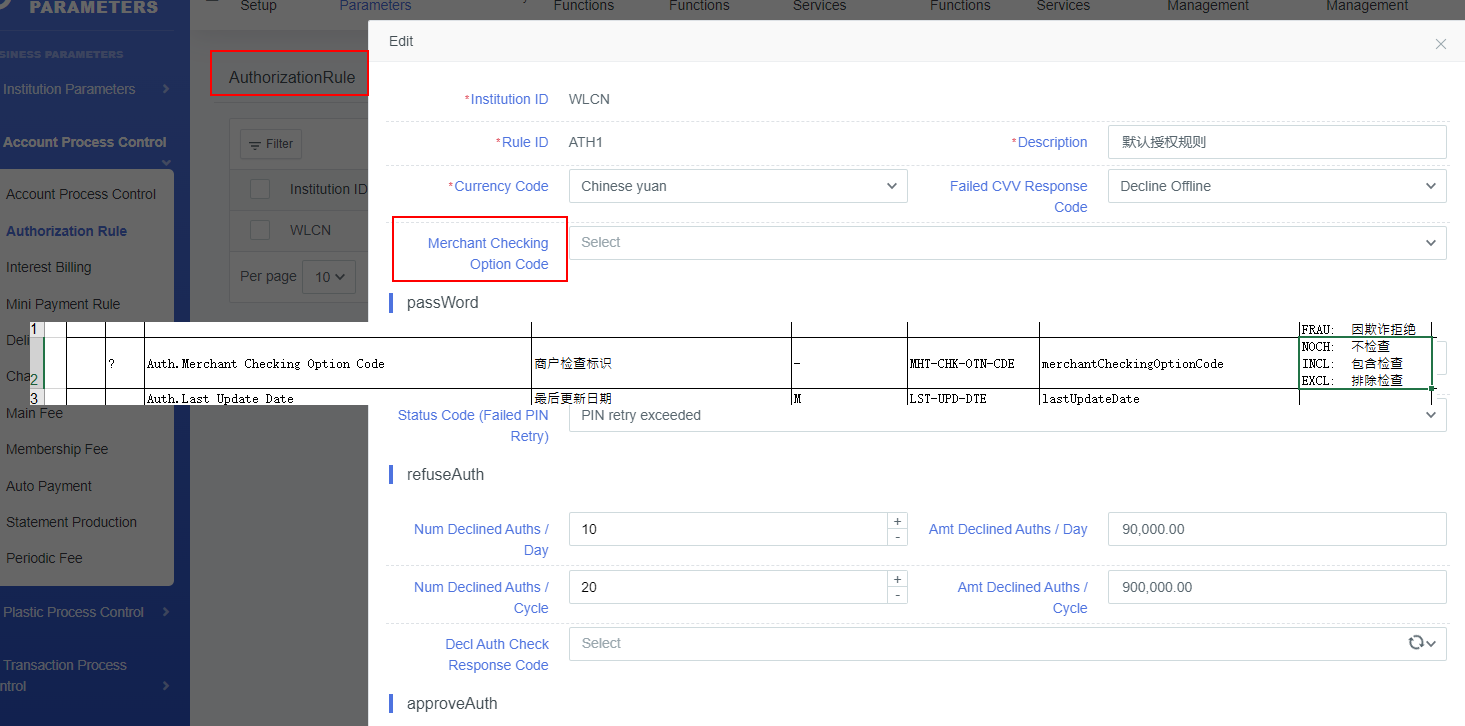 PARAMETERS
Setup
Parameters
Functions
Functions
Services
Functions
Services
Management
Management
SINESS PARAMETERS
Institution Parameters
Account Process Control
Account Process Control
Authorization Rule
Interest Billing
Mini Payment Rule
Deli
Cha
Main Fee
Membership Fee
Auto Payment
Statement Production
Periodic Fee
Plastic Process Control
Transaction Process
ntrol
AuthorizationRule
Filter
Institution ID
WLCN
Per page 10
Edit
*Institution ID WLCN
*Rule ID ATH1 *Description 默认授权规则
*Currency Code Chinese yuan Failed CVV Response Decline Offline
Code
Merchant Checking Select
Option Code
passWord
1 FRAU: 因欺诈拒绝
NOCH: 不检查
? Auth.Merchant Checking Option Code 商户检查标识 - MHT-CHK-OTN-CDE merchantCheckingOptionCode INCL: 包含检查
2 EXCL: 排除检查
3 Auth.Last Update Date 最后更新日期 M LST-UPD-DTE lastUpdateDate
Status Code (Failed PIN PIN retry exceeded
Retry)
refuseAuth
Num Declined Auths / 10 + - Amt Declined Auths / Day 90,000.00
Day
Num Declined Auths / 20 + - Amt Declined Auths / 900,000.00
Cycle Cycle
Decl Auth Check Select
Response Code
approveAuth